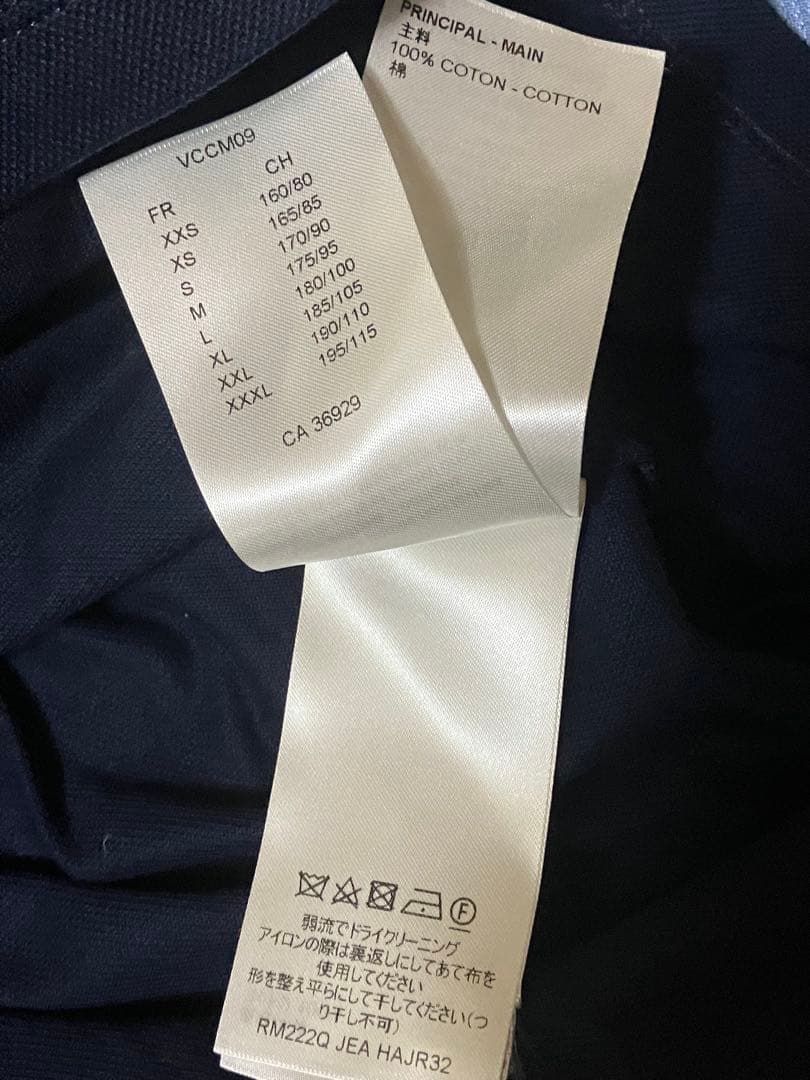 PRINCIPAL - MAIN
主料
100% COTON - COTTON
棉
VCCM09
FR CH
XXS 160/80
XS 165/85
S 170/90
M 175/95
L 180/100
XL 185/105
XXL 190/110
XXXL 195/115
CA 36929
F
弱流でドライクリーニング
アイロンの際は裏返しにしてあて布を
使用してください
形を整え平らにして干してください(つ
り干し不可)
RM222Q JEA HAJR32